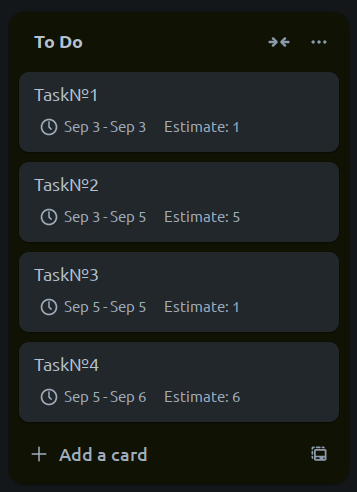 To Do
TaskNº1
Sep 3 - Sep 3 Estimate: 1
TaskNº2
Sep 3 - Sep 5 Estimate: 5
TaskNº3
Sep 5 - Sep 5 Estimate: 1
TaskNº4
Sep 5 - Sep 6 Estimate: 6
Add a card